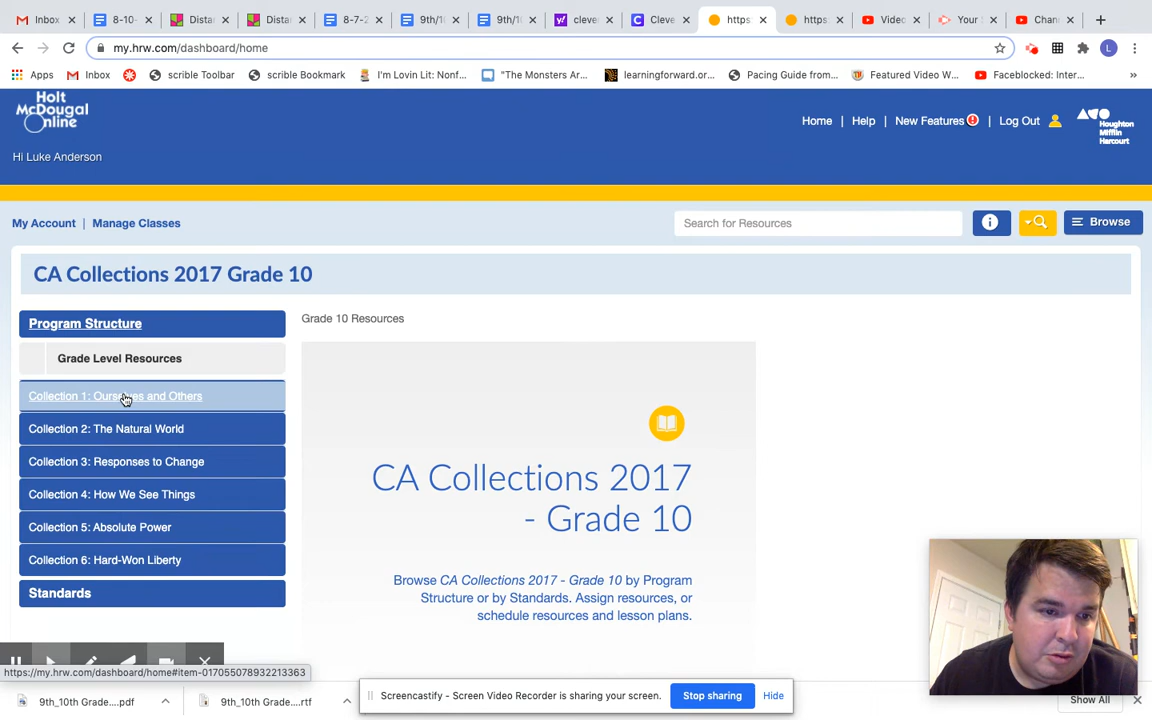 Inbox
8-10-
Distan
Distan
8-7-2
9th/10
9th/10
cleve
Cleve
https
https
Video
Your
Chan
my.hrw.com/dashboard/home
L
Apps
Inbox
scrible Toolbar
scrible Bookmark
I'm Lovin Lit: Nonf...
"The Monsters Ar...
learningforward.or...
Pacing Guide from...
Featured Video W...
Faceblocked: Inter...
»
Holt
McDougal
Online
Home | Help | New Features | Log Out
Houghton
Mifflin
Harcourt
Hi Luke Anderson
My Account | Manage Classes
Search for Resources
Browse
CA Collections 2017 Grade 10
Program Structure
Grade Level Resources
Collection 1: Ourselves and Others
Collection 2: The Natural World
Collection 3: Responses to Change
Collection 4: How We See Things
Collection 5: Absolute Power
Collection 6: Hard-Won Liberty
Standards
Grade 10 Resources
CA Collections 2017
- Grade 10
Browse CA Collections 2017 - Grade 10 by Program
Structure or by Standards. Assign resources, or
schedule resources and lesson plans.
https://my.hrw.com/dashboard/home#item-017055078932213363
9th_10th Grade....pdf
9th_10th Grade....rtf
Screencastify - Screen Video Recorder is sharing your screen.
Stop sharing
Hide
Show All